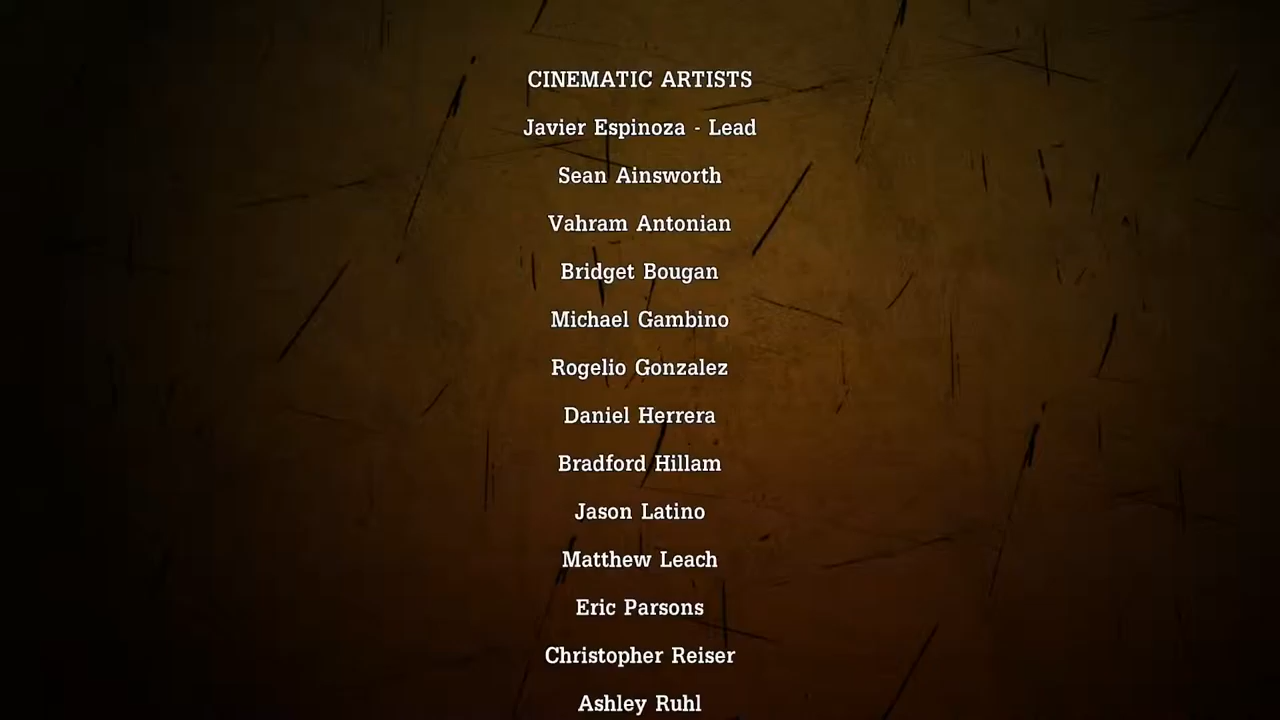 CINEMATIC ARTISTS
Javier Espinoza - Lead
Sean Ainsworth
Vahram Antonian
Bridget Bougan
Michael Gambino
Rogelio Gonzalez
Daniel Herrera
Bradford Hillam
Jason Latino
Matthew Leach
Eric Parsons
Christopher Reiser
Ashley Ruhl